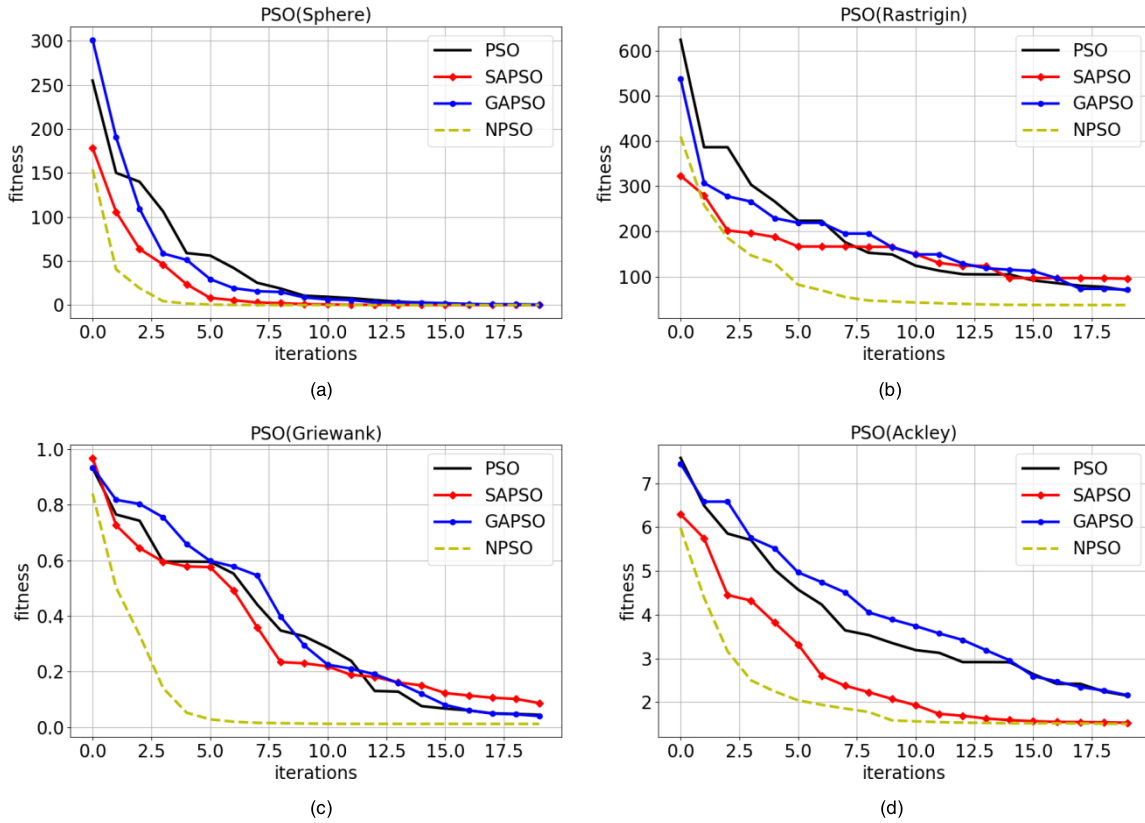 PSO(Sphere)
300
250
200
150
100
50
0
fitness
PSO
SAPSO
GAPSO
NPSO
0.0 2.5 5.0 7.5 10.0 12.5 15.0 17.5
iterations
(a)
PSO(Rastrigin)
600
500
400
300
200
100
fitness
PSO
SAPSO
GAPSO
NPSO
0.0 2.5 5.0 7.5 10.0 12.5 15.0 17.5
iterations
(b)
PSO(Griewank)
1.0
0.8
0.6
0.4
0.2
0.0
fitness
PSO
SAPSO
GAPSO
NPSO
0.0 2.5 5.0 7.5 10.0 12.5 15.0 17.5
iterations
(c)
PSO(Ackley)
7
6
5
4
3
2
fitness
PSO
SAPSO
GAPSO
NPSO
0.0 2.5 5.0 7.5 10.0 12.5 15.0 17.5
iterations
(d)